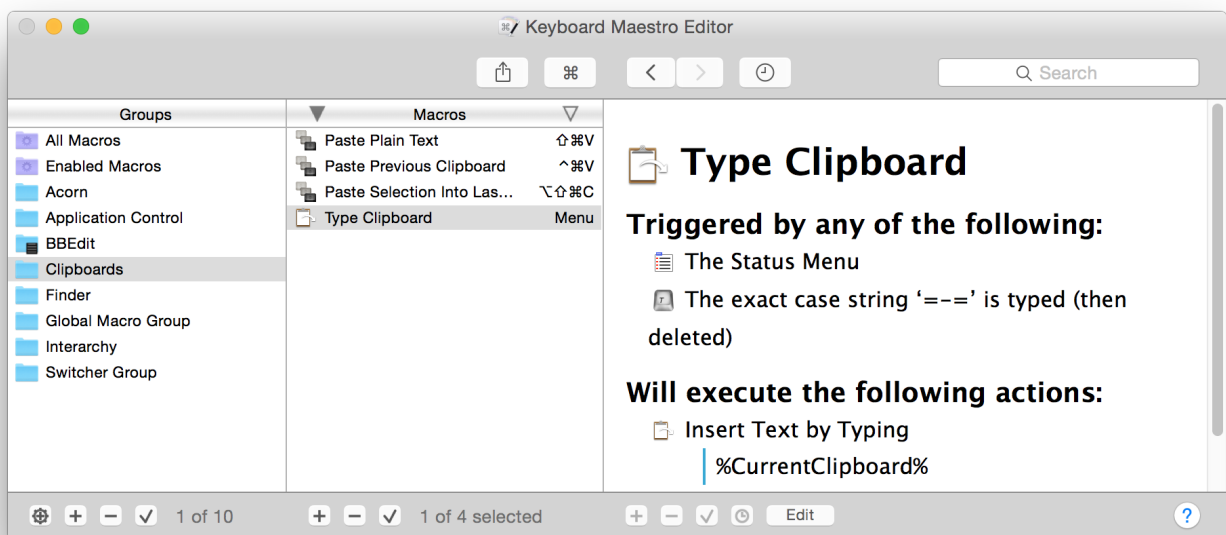 Keyboard Maestro Editor
Search
Groups
All Macros
Enabled Macros
Acorn
Application Control
BBEdit
Clipboards
Finder
Global Macro Group
Interarchy
Switcher Group
1 of 10
Macros
Paste Plain Text ⇧⌘V
Paste Previous Clipboard ^⌘V
Paste Selection Into Las... ⌥⇧⌘C
Type Clipboard Menu
1 of 4 selected
Type Clipboard
Triggered by any of the following:
The Status Menu
The exact case string ‘=-=’ is typed (then
deleted)
Will execute the following actions:
Insert Text by Typing
%CurrentClipboard%
Edit
?